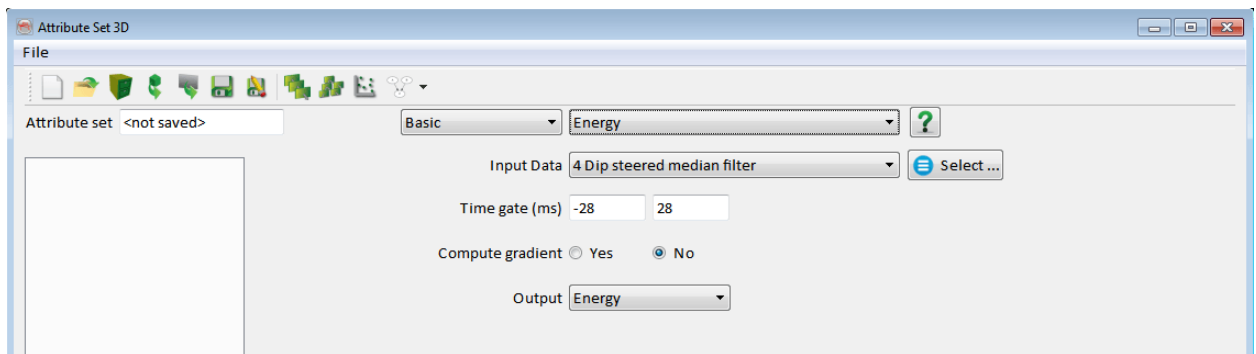 Attribute Set 3D
File
Attribute set <not saved> Basic Energy ?
Input Data 4 Dip steered median filter Select ...
Time gate (ms) -28 28
Compute gradient Yes No
Output Energy